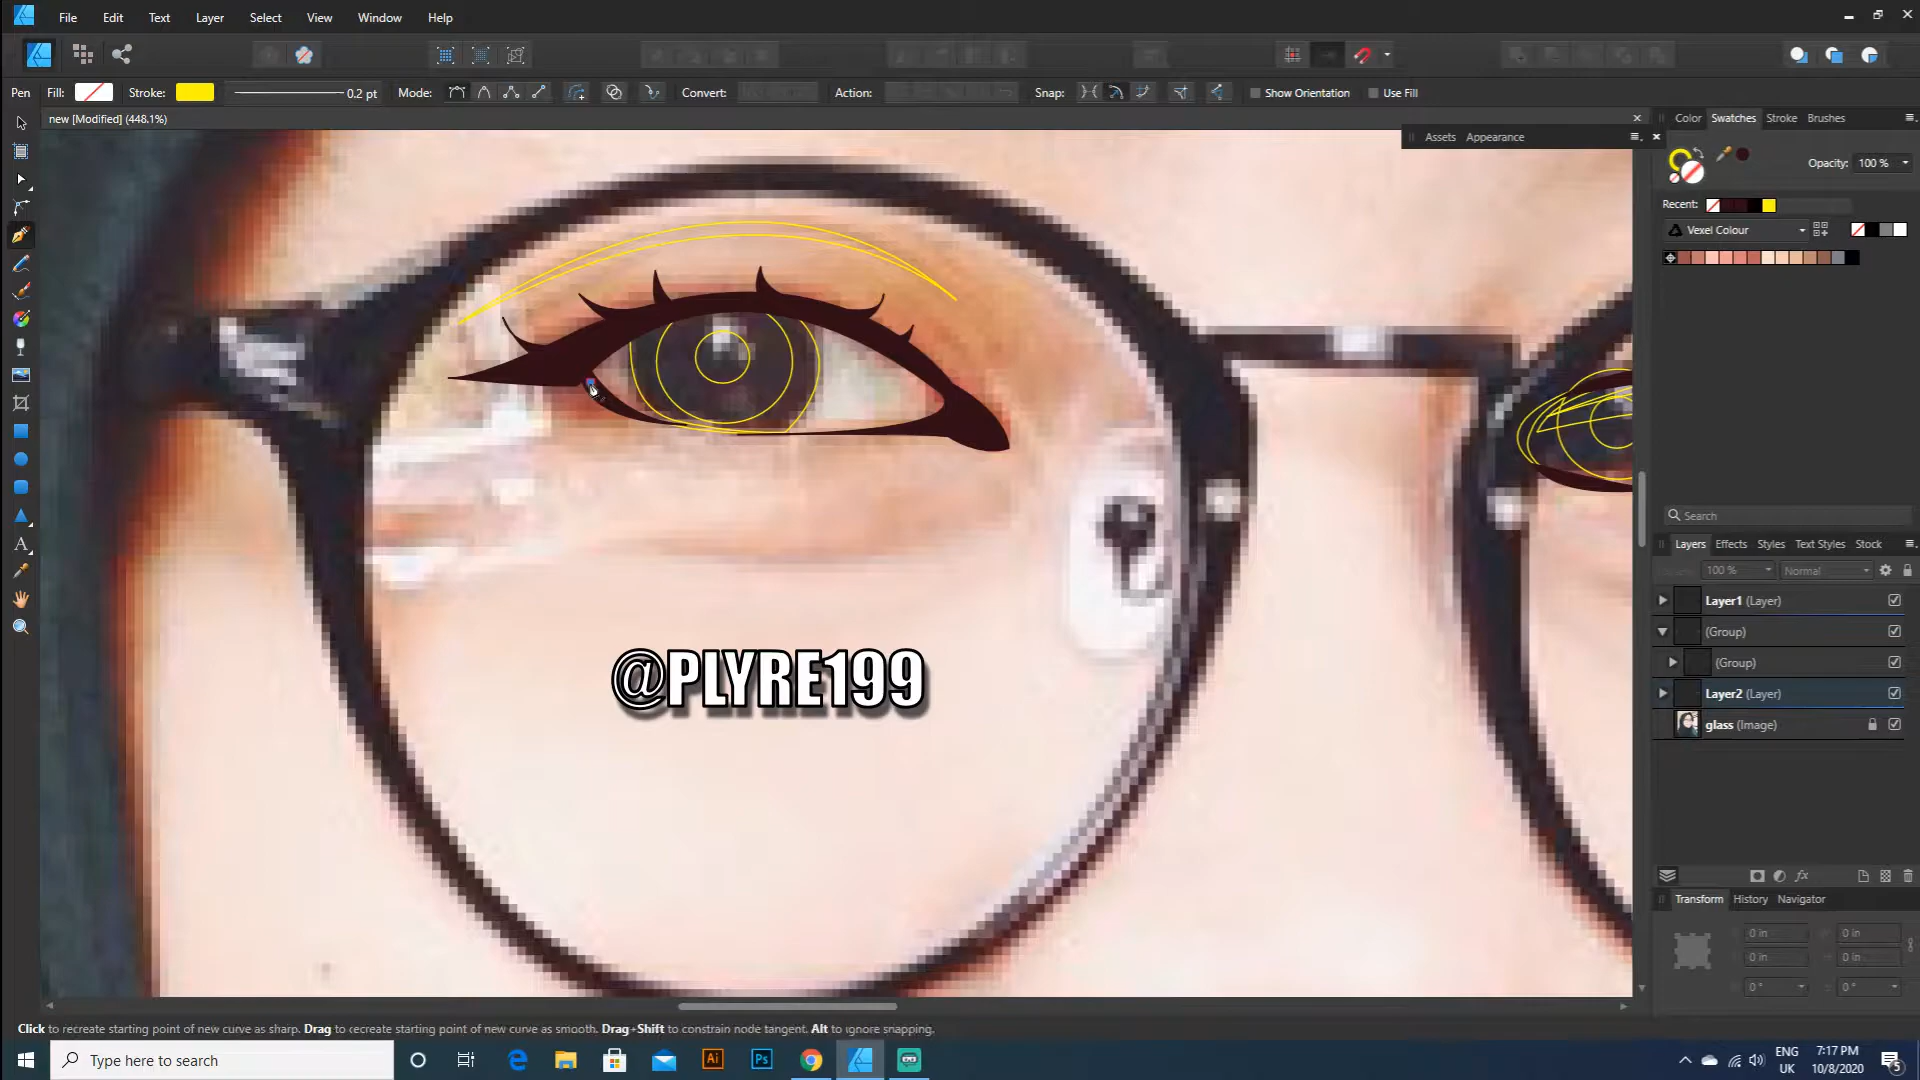 File Edit Text Layer Select View Window Help
Pen Fill: Stroke: 0.2 pt Mode: Convert: Action: Snap: Show Orientation Use Fill
new [Modified] (448.1%)
Assets Appearance
Color Swatches Stroke Brushes
Opacity: 100 %
Recent:
Vexel Colour
Search
Layers Effects Styles Text Styles Stock
100 % Normal
Layer1 (Layer)
(Group)
(Group)
Layer2 (Layer)
glass (Image)
@PLYRE199
Transform History Navigator
0 in 0 in
0 in 0 in
0 ° 0 °
Click to recreate starting point of new curve as sharp. Drag to recreate starting point of new curve as smooth. Drag+Shift to constrain node tangent. Alt to ignore snapping.
Type here to search
Ai Ps
ENG 7:17 PM
UK 10/8/2020 5